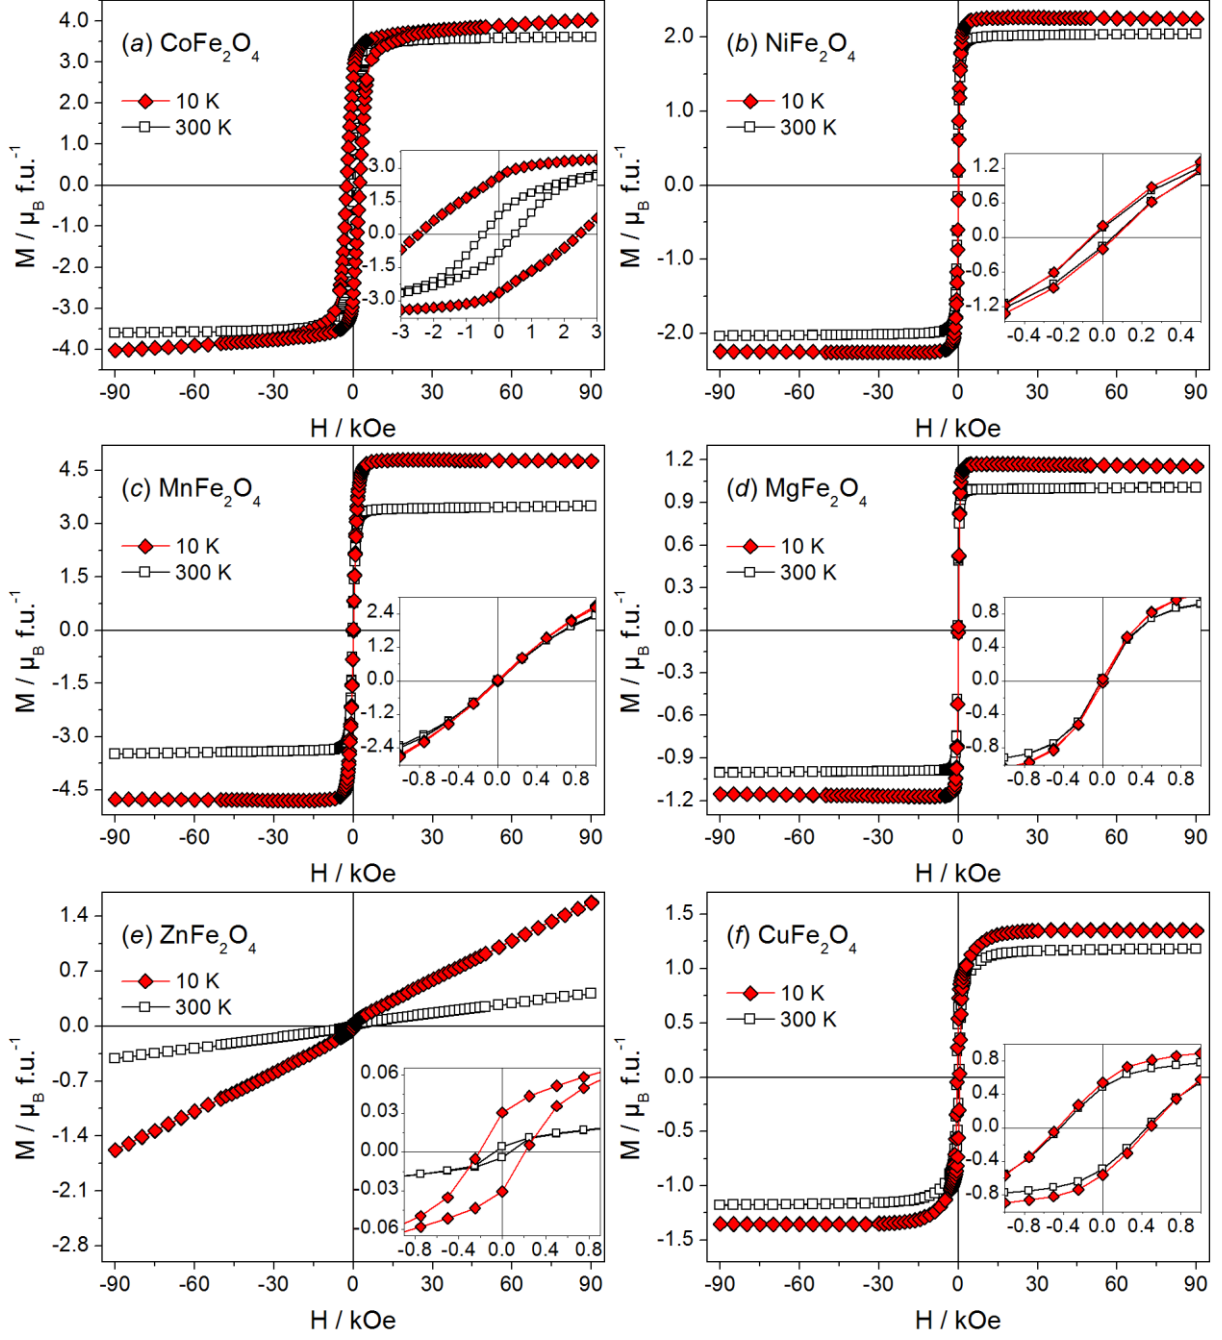 (a) CoFe₂O₄
10 K
300 K
M / μ_B f.u.⁻¹
4.0
3.0
2.0
1.0
0.0
-1.0
-2.0
-3.0
-4.0
3.0
1.5
0.0
-1.5
-3.0
-3 -2 -1 0 1 2 3
-90 -60 -30 0 30 60 90
H / kOe
(b) NiFe₂O₄
10 K
300 K
M / μ_B f.u.⁻¹
2.0
1.0
0.0
-1.0
-2.0
1.2
0.6
0.0
-0.6
-1.2
-0.4 -0.2 0.0 0.2 0.4
-90 -60 -30 0 30 60 90
H / kOe
(c) MnFe₂O₄
10 K
300 K
M / μ_B f.u.⁻¹
4.5
3.0
1.5
0.0
-1.5
-3.0
-4.5
2.4
1.2
0.0
-1.2
-2.4
-0.8 -0.4 0.0 0.4 0.8
-90 -60 -30 0 30 60 90
H / kOe
(d) MgFe₂O₄
10 K
300 K
M / μ_B f.u.⁻¹
1.2
0.9
0.6
0.3
0.0
-0.3
-0.6
-0.9
-1.2
0.8
0.4
0.0
-0.4
-0.8
-0.8 -0.4 0.0 0.4 0.8
-90 -60 -30 0 30 60 90
H / kOe
(e) ZnFe₂O₄
10 K
300 K
M / μ_B f.u.⁻¹
1.4
0.7
0.0
-0.7
-1.4
-2.1
-2.8
0.06
0.03
0.00
-0.03
-0.06
-0.8 -0.4 0.0 0.4 0.8
-90 -60 -30 0 30 60 90
H / kOe
(f) CuFe₂O₄
10 K
300 K
M / μ_B f.u.⁻¹
1.5
1.0
0.5
0.0
-0.5
-1.0
-1.5
0.8
0.4
0.0
-0.4
-0.8
-0.8 -0.4 0.0 0.4 0.8
-90 -60 -30 0 30 60 90
H / kOe